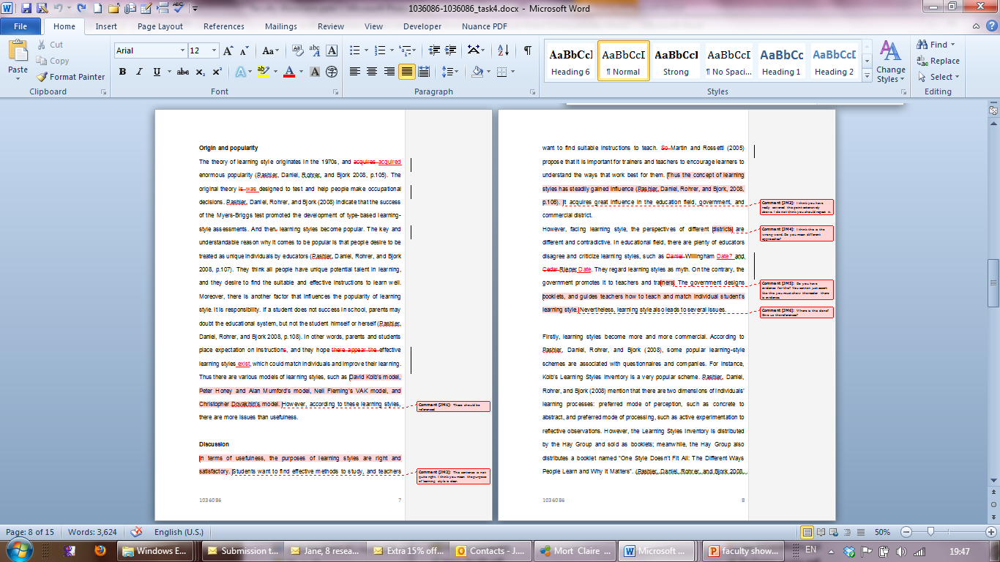 1036086-1036086_task4.docx - Microsoft Word
File Home Insert Page Layout References Mailings Review View Developer Nuance PDF
Paste
Cut
Copy
Format Painter
Clipboard
Arial 12
Font
Paragraph
AaBbCcI AaBbCcI AaBbCcI AaBbCcI AaBbCc AaBbCcI
Heading 6 ¶ Normal Strong ¶ No Spaci... Heading 1 Heading 2
Change Styles
Styles
Find
Replace
Select
Editing
Origin and popularity
The theory of learning style originates in the 1970s, and acquires acquired
enormous popularity (Pashler, Daniel, Rohrer, and Bjork 2008, p.105). The
original theory is was designed to test and help people make occupational
decisions. Pashler, Daniel, Rohrer, and Bjork (2008) indicate that the success
of the Myers-Briggs test promoted the development of type-based learning-
style assessments. And then, learning styles become popular. The key and
understandable reason why it comes to be popular is that people desire to be
treated as unique individuals by educators (Pashler, Daniel, Rohrer, and Bjork
2008, p.107). They think all people have unique potential talent in learning,
and they desire to find the suitable and effective instructions to learn well.
Moreover, there is another factor that influences the popularity of learning
style. It is responsibility. If a student does not success in school, parents may
doubt the educational system, but not the student himself or herself (Pashler,
Daniel, Rohrer, and Bjork 2008, p.108). In other words, parents and students
place expectation on instructions, and they hope there appear the effective
learning styles exist, which could match individuals and improve their learning.
Thus there are various models of learning styles, such as David Kolb's model,
Peter Honey and Alan Mumford's model, Neil Fleming's VAK model, and
Christopher Dovakhin's model. However, according to these learning styles,
there are more issues than usefulness.
Comment [JM1]: These should be
referenced
Discussion
In terms of usefulness, the purposes of learning styles are right and
satisfactory. Students want to find effective methods to study, and teachers
Comment [JM2]: This sentence is not
quite right. I think you mean the purpose
of learning style is clear.
1036086 7
want to find suitable instructions to teach. So Martin and Rossetti (2005)
propose that it is important for trainers and teachers to encourage learners to
understand the ways that work best for them. Thus the concept of learning
styles has steadily gained influence (Pashler, Daniel, Rohrer, and Bjork, 2008,
p.106). It acquires great influence in the education field, government, and
commercial district.
However, facing learning style, the perspectives of different districts are
different and contradictive. In educational field, there are plenty of educators
disagree and criticize learning styles, such as Daniel Willingham Date? and
Cedar Riener Date. They regard learning styles as myth. On the contrary, the
government promotes it to teachers and trainers. The government designs
booklets, and guides teachers how to teach and match individual student's
learning style. Nevertheless, learning style also leads to several issues.
Comment [JM3]: I think you have
really covered this point extensively
above. I do not think you should repeat it.
Comment [JM4]: I think this is the
wrong word. Do you mean different
approaches?
Comment [JM5]: Do you have
evidence for this? You cannot just assert
like this you must show the reader there
is evidence.
Comment [JM6]: Where is this done?
Give us the references?
Firstly, learning styles become more and more commercial. According to
Pashler, Daniel, Rohrer, and Bjork (2008), some popular learning-style
schemes are associated with questionnaires and companies. For instance,
Kolb's Learning Styles Inventory is a very popular scheme. Pashler, Daniel,
Rohrer, and Bjork (2008) mention that there are two dimensions of individuals'
learning processes: preferred mode of perception, such as concrete to
abstract, and preferred mode of processing, such as active experimentation to
reflective observations. However, the Learning Styles Inventory is distributed
by the Hay Group and sold as booklets; meanwhile, the Hay Group also
distributes a booklet named "One Style Doesn't Fit All: The Different Ways
People Learn and Why It Matters". (Pashler, Daniel, Rohrer, and Bjork 2008,
1036086 8
Page: 8 of 15 Words: 3,624 English (U.S.) 50%
Windows E... Submission t... Jane, 8 resea... Extra 15% off... Contacts - J... Mort Claire Microsoft ... faculty show... EN 19:47